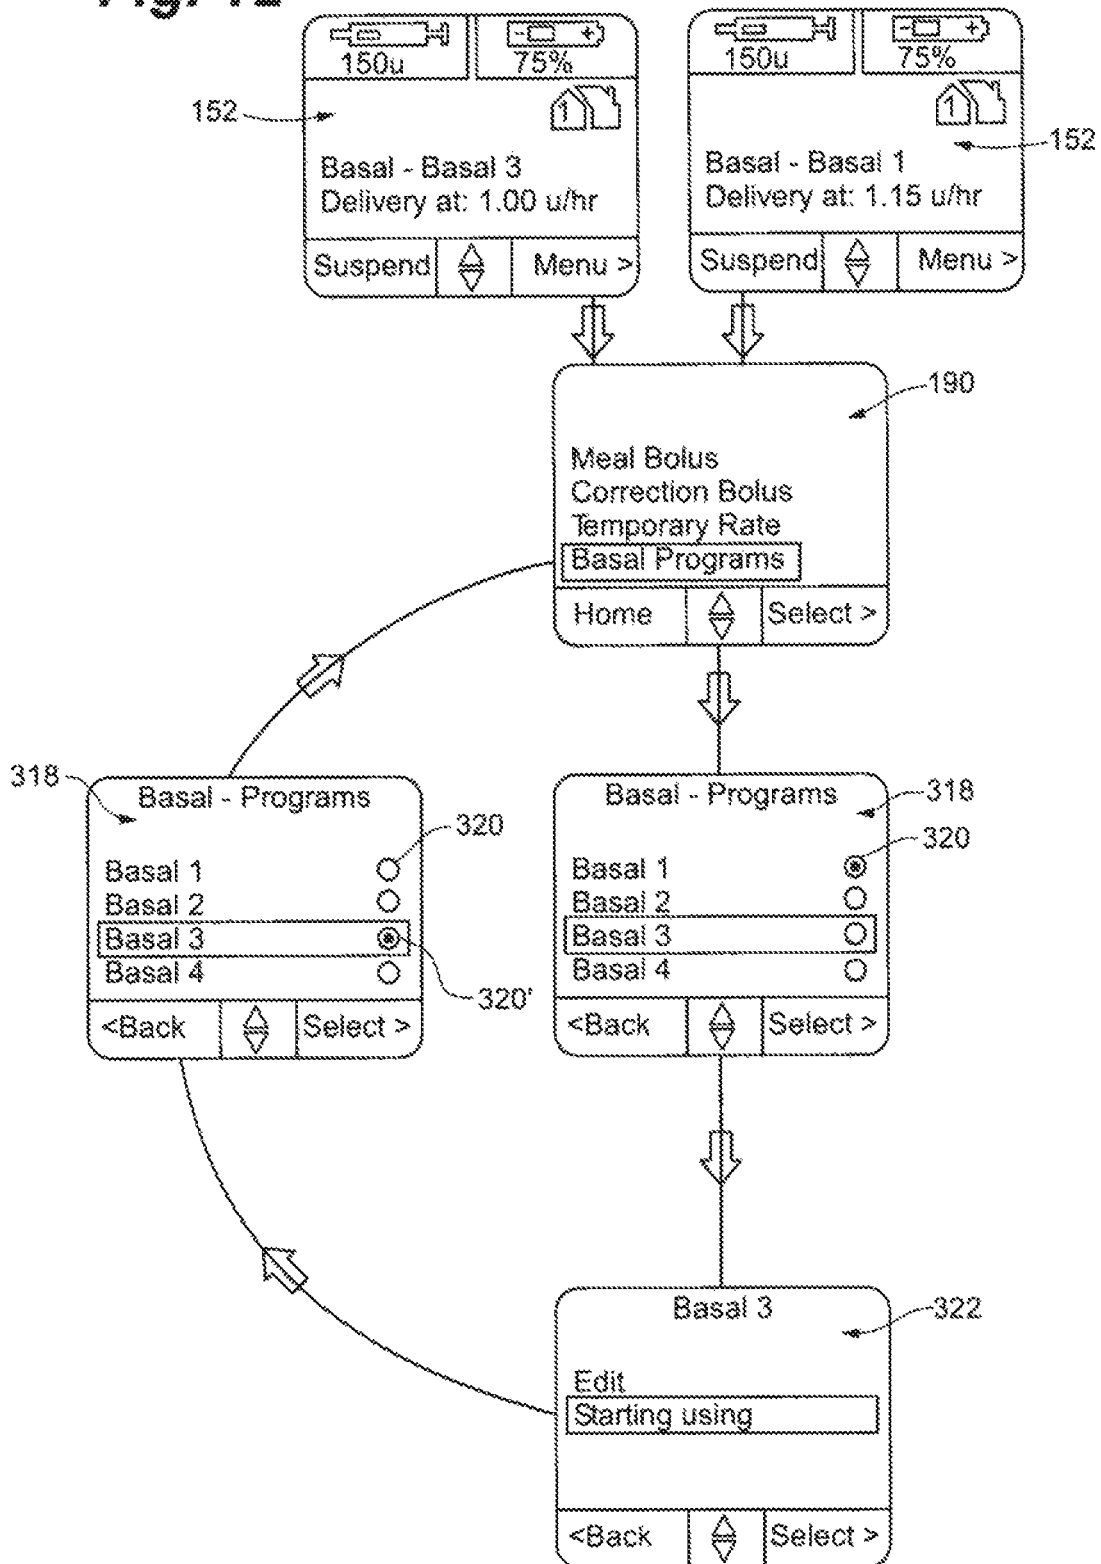 150u
75%
1
152
Basal - Basal 3
Delivery at: 1.00 u/hr
Suspend
Menu >
150u
75%
1
152
Basal - Basal 1
Delivery at: 1.15 u/hr
Suspend
Menu >
190
Meal Bolus
Correction Bolus
Temporary Rate
Basal Programs
Home
Select >
318
Basal - Programs
320
Basal 1
Basal 2
Basal 3
Basal 4
320'
<Back
Select >
Basal - Programs
318
320
Basal 1
Basal 2
Basal 3
Basal 4
<Back
Select >
Basal 3
322
Edit
Starting using
<Back
Select >